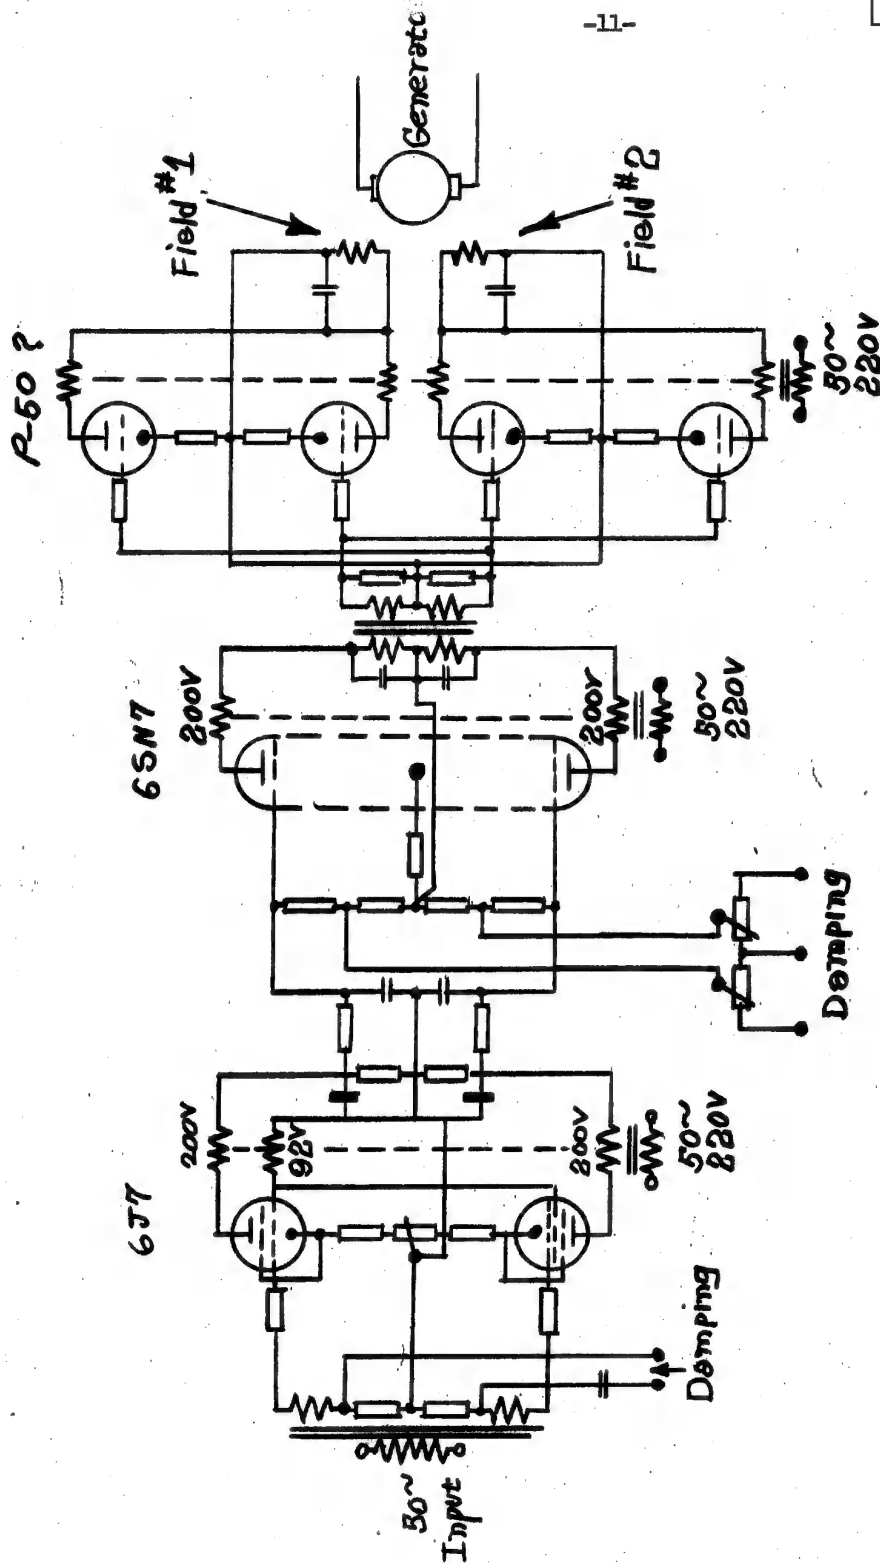 -11-
P-50?
Field #1
Generato
Field #2
50~
220V
6SN7
200V
200V
50~
220V
6J7
200V
92V
200V
50~
220V
Damping
Damping
50~
Input